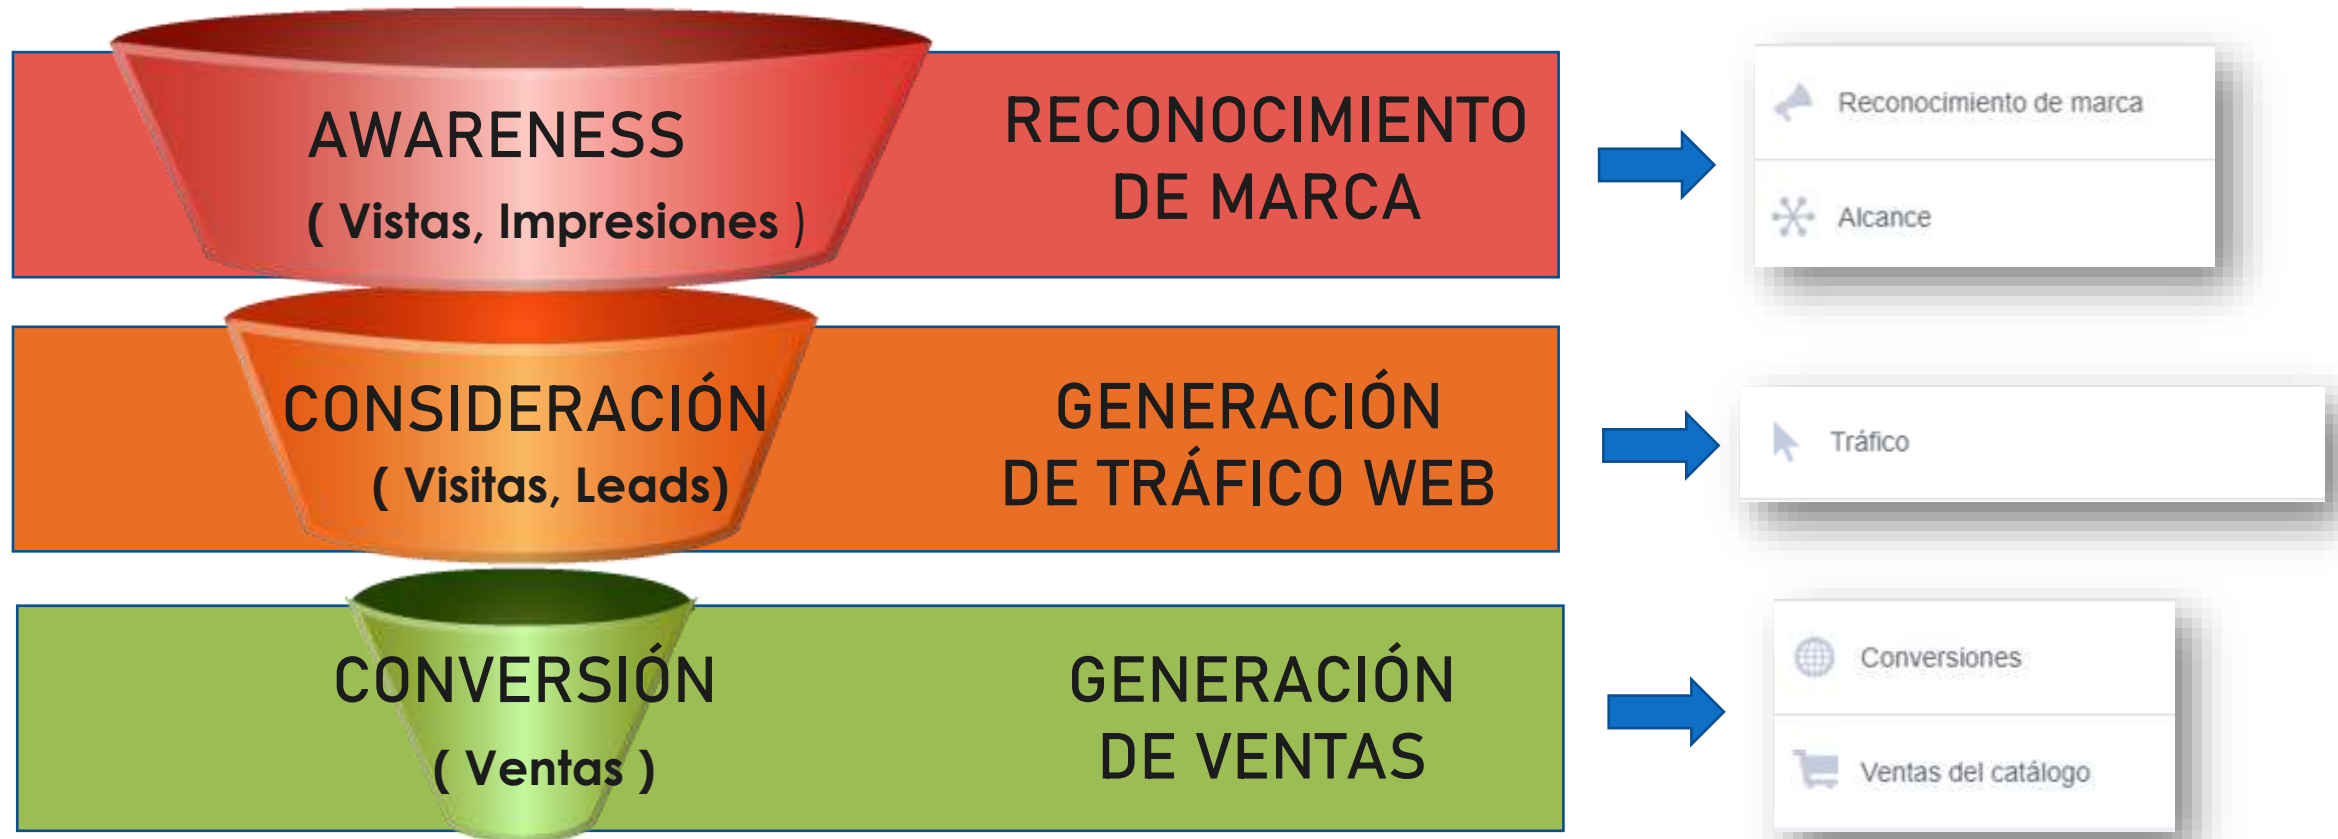 AWARENESS
( Vistas, Impresiones )
RECONOCIMIENTO
DE MARCA
Reconocimiento de marca
Alcance
CONSIDERACIÓN
( Visitas, Leads)
GENERACIÓN
DE TRÁFICO WEB
Tráfico
CONVERSIÓN
( Ventas )
GENERACIÓN
DE VENTAS
Conversiones
Ventas del catálogo